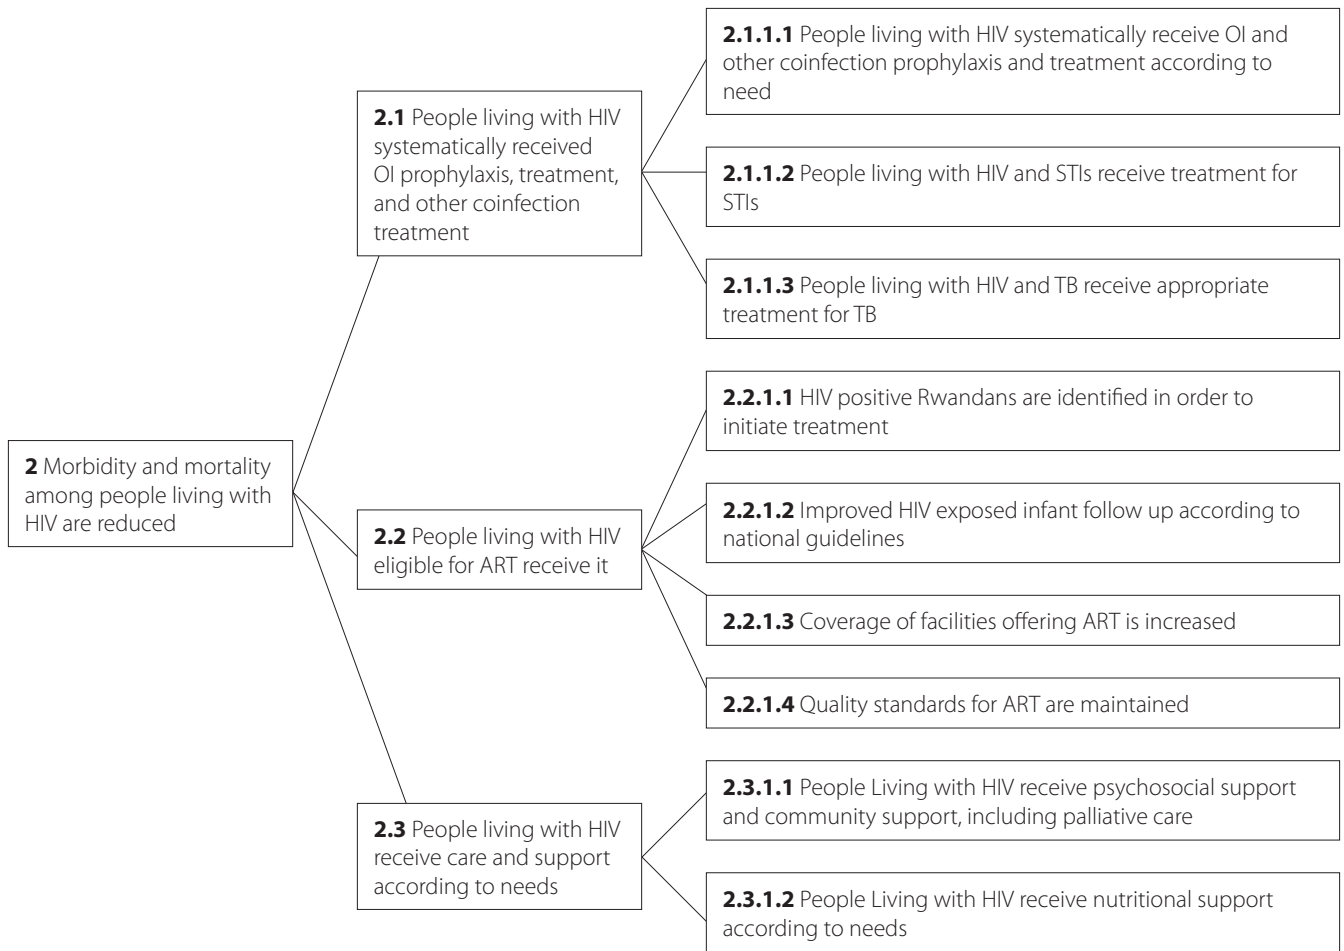 2.1.1.1 People living with HIV systematically receive OI and
other coinfection prophylaxis and treatment according to
need
2.1 People living with HIV
systematically received
OI prophylaxis, treatment,
and other coinfection
treatment
2.1.1.2 People living with HIV and STIs receive treatment for
STIs
2.1.1.3 People living with HIV and TB receive appropriate
treatment for TB
2.2.1.1 HIV positive Rwandans are identified in order to
initiate treatment
2 Morbidity and mortality
among people living with
HIV are reduced
2.2.1.2 Improved HIV exposed infant follow up according to
national guidelines
2.2 People living with HIV
eligible for ART receive it
2.2.1.3 Coverage of facilities offering ART is increased
2.2.1.4 Quality standards for ART are maintained
2.3.1.1 People Living with HIV receive psychosocial support
and community support, including palliative care
2.3 People living with HIV
receive care and support
according to needs
2.3.1.2 People Living with HIV receive nutritional support
according to needs